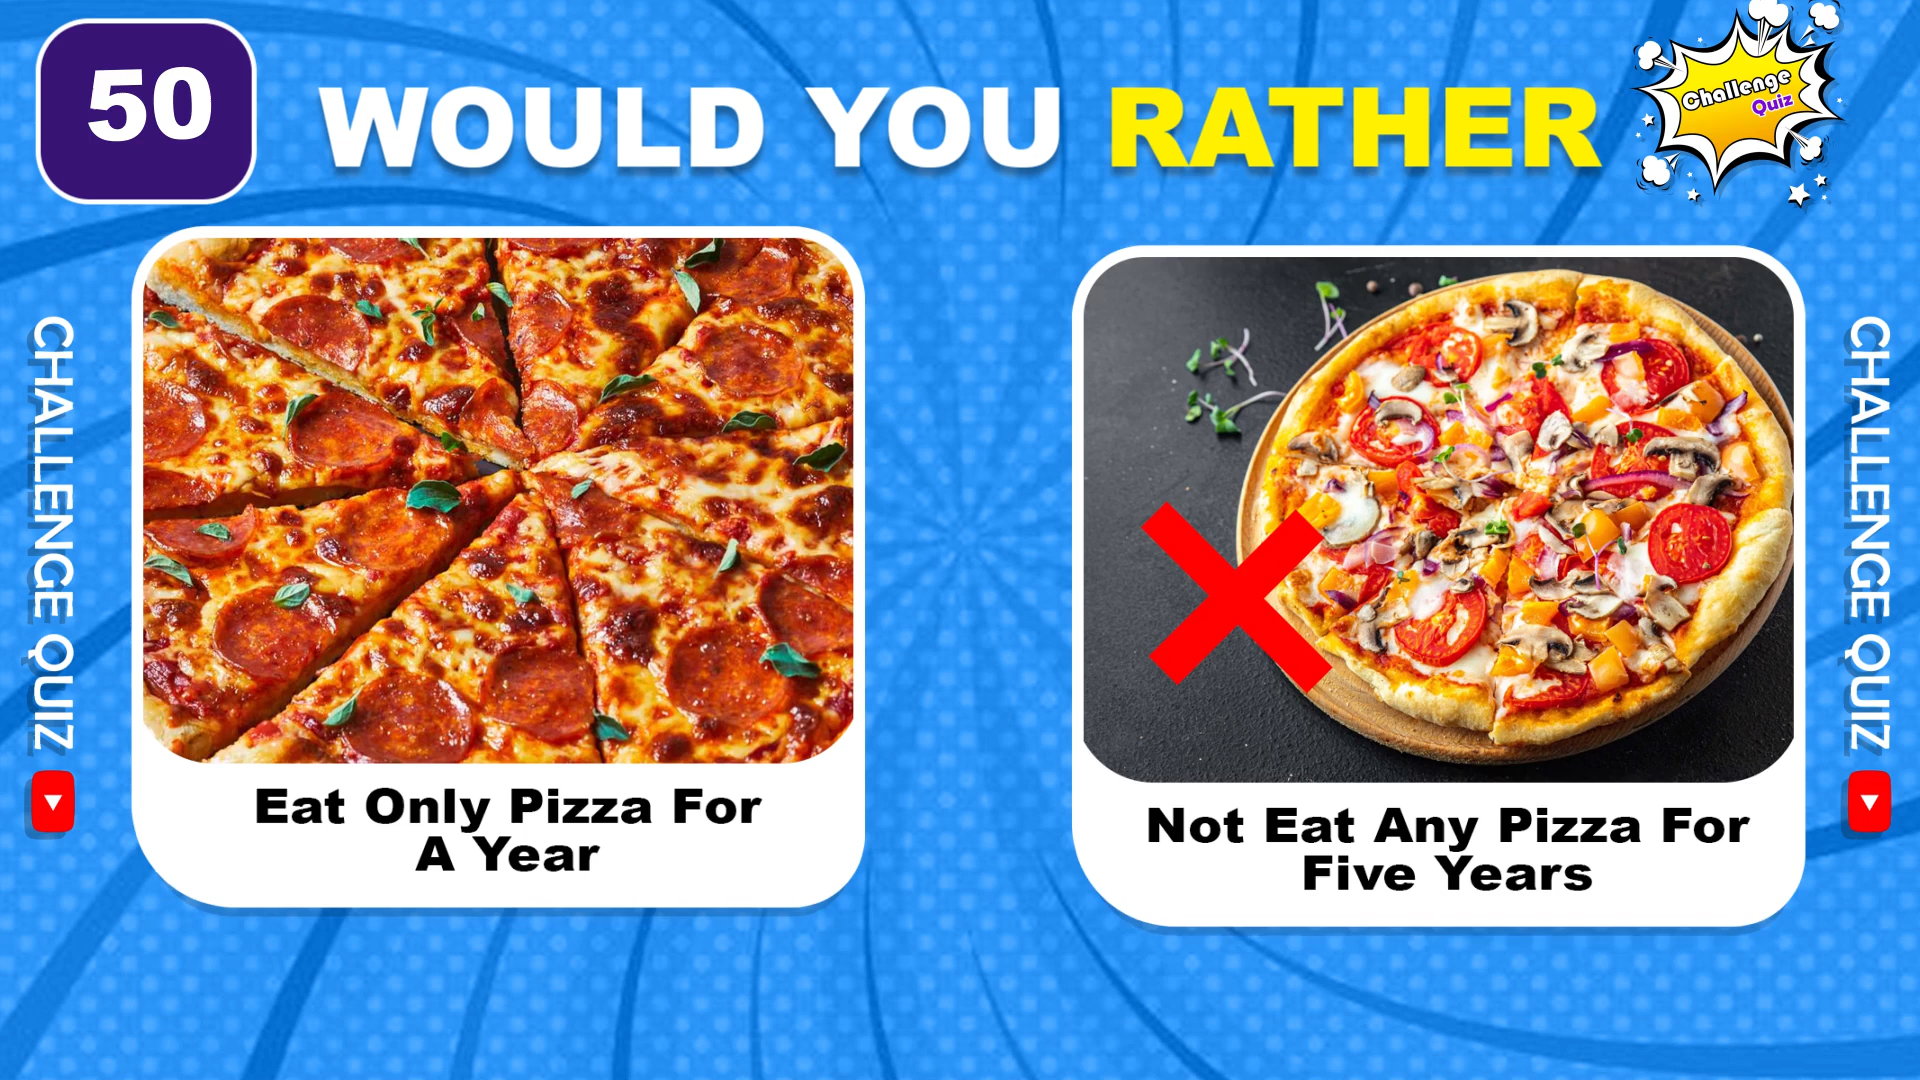 50
WOULD YOU RATHER
Challenge
Quiz
CHALLENGE QUIZ
Eat Only Pizza For
A Year
Not Eat Any Pizza For
Five Years
CHALLENGE QUIZ